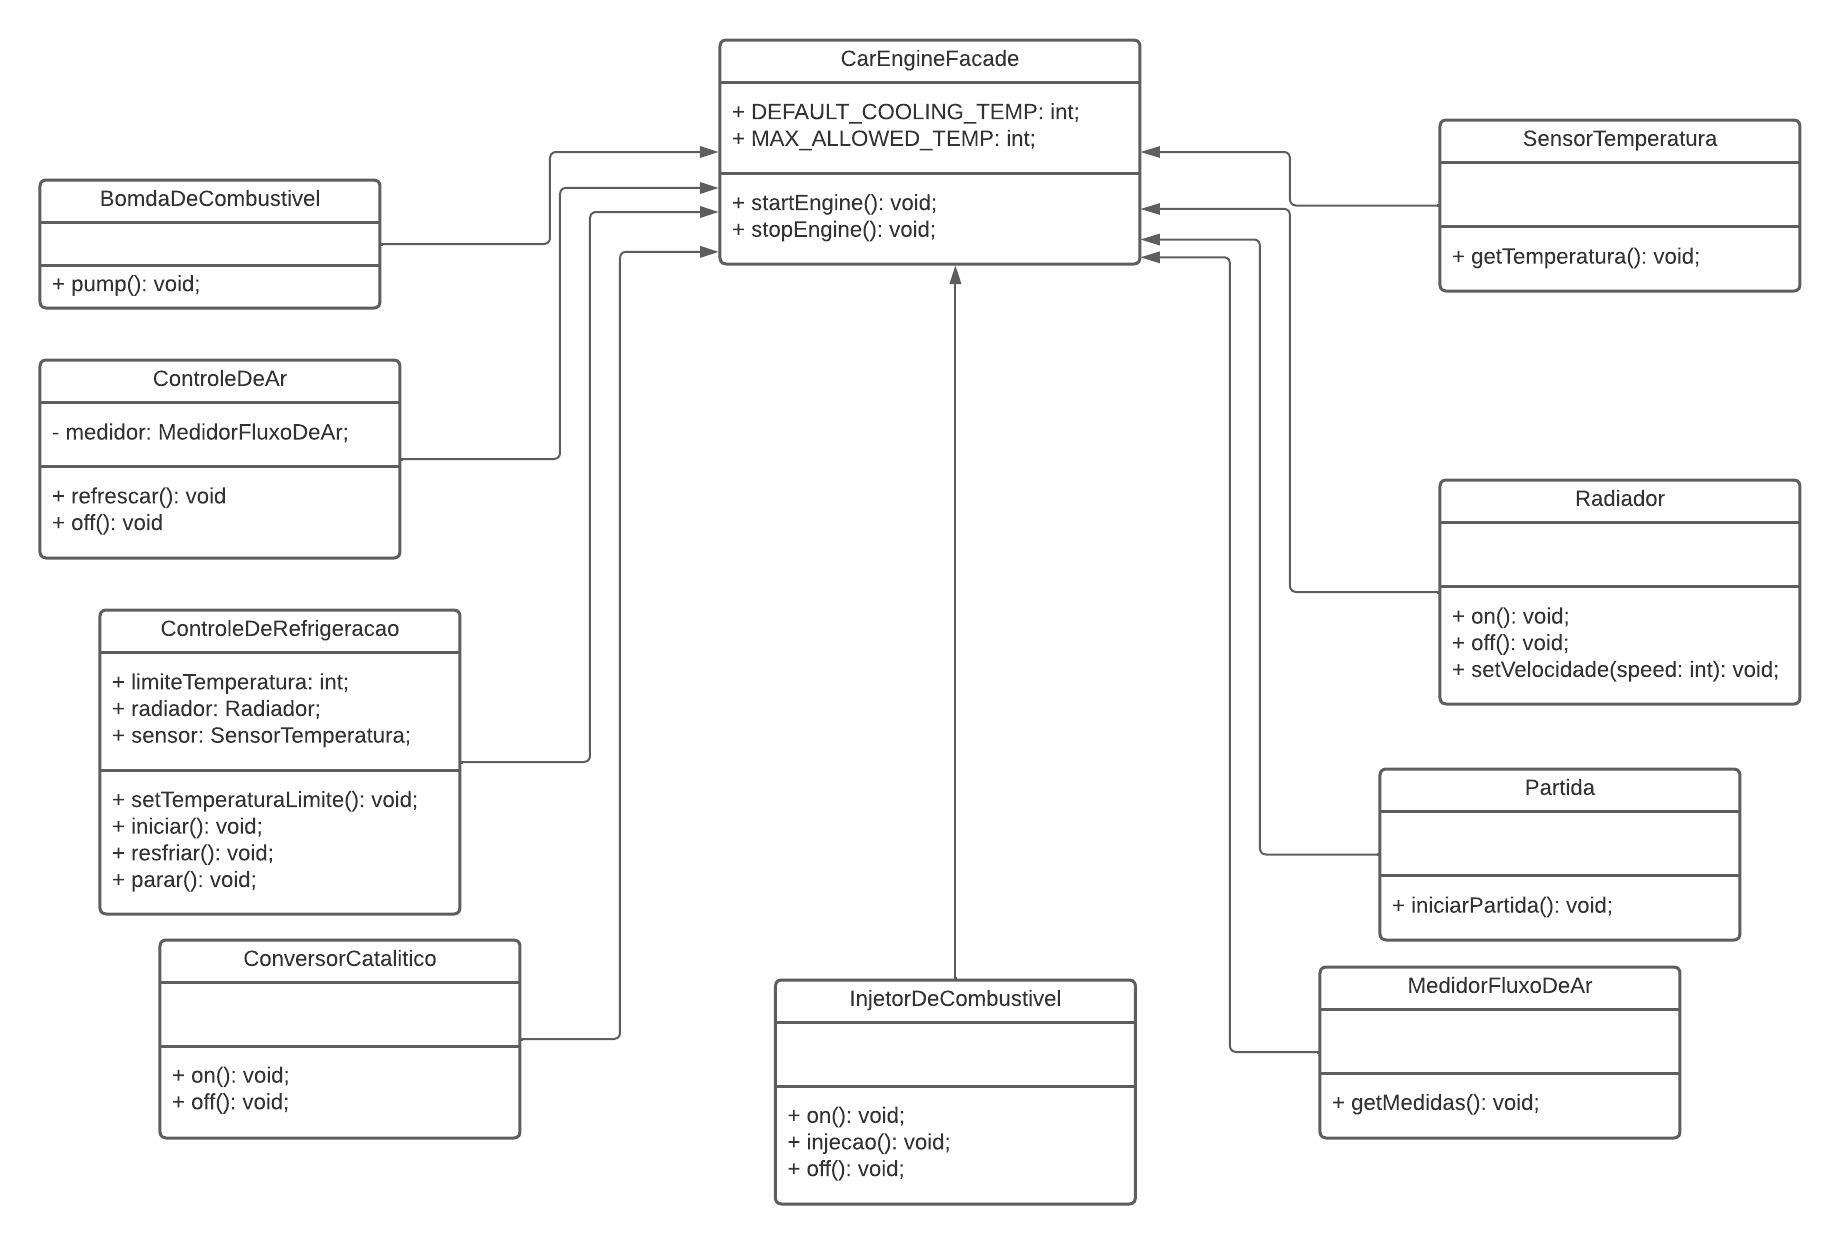 CarEngineFacade
+ DEFAULT_COOLING_TEMP: int;
+ MAX_ALLOWED_TEMP: int;
+ startEngine(): void;
+ stopEngine(): void;
BomdaDeCombustivel
+ pump(): void;
ControleDeAr
- medidor: MedidorFluxoDeAr;
+ refrescar(): void
+ off(): void
ControleDeRefrigeracao
+ limiteTemperatura: int;
+ radiador: Radiador;
+ sensor: SensorTemperatura;
+ setTemperaturaLimite(): void;
+ iniciar(): void;
+ resfriar(): void;
+ parar(): void;
ConversorCatalitico
+ on(): void;
+ off(): void;
InjetorDeCombustivel
+ on(): void;
+ injecao(): void;
+ off(): void;
SensorTemperatura
+ getTemperatura(): void;
Radiador
+ on(): void;
+ off(): void;
+ setVelocidade(speed: int): void;
Partida
+ iniciarPartida(): void;
MedidorFluxoDeAr
+ getMedidas(): void;